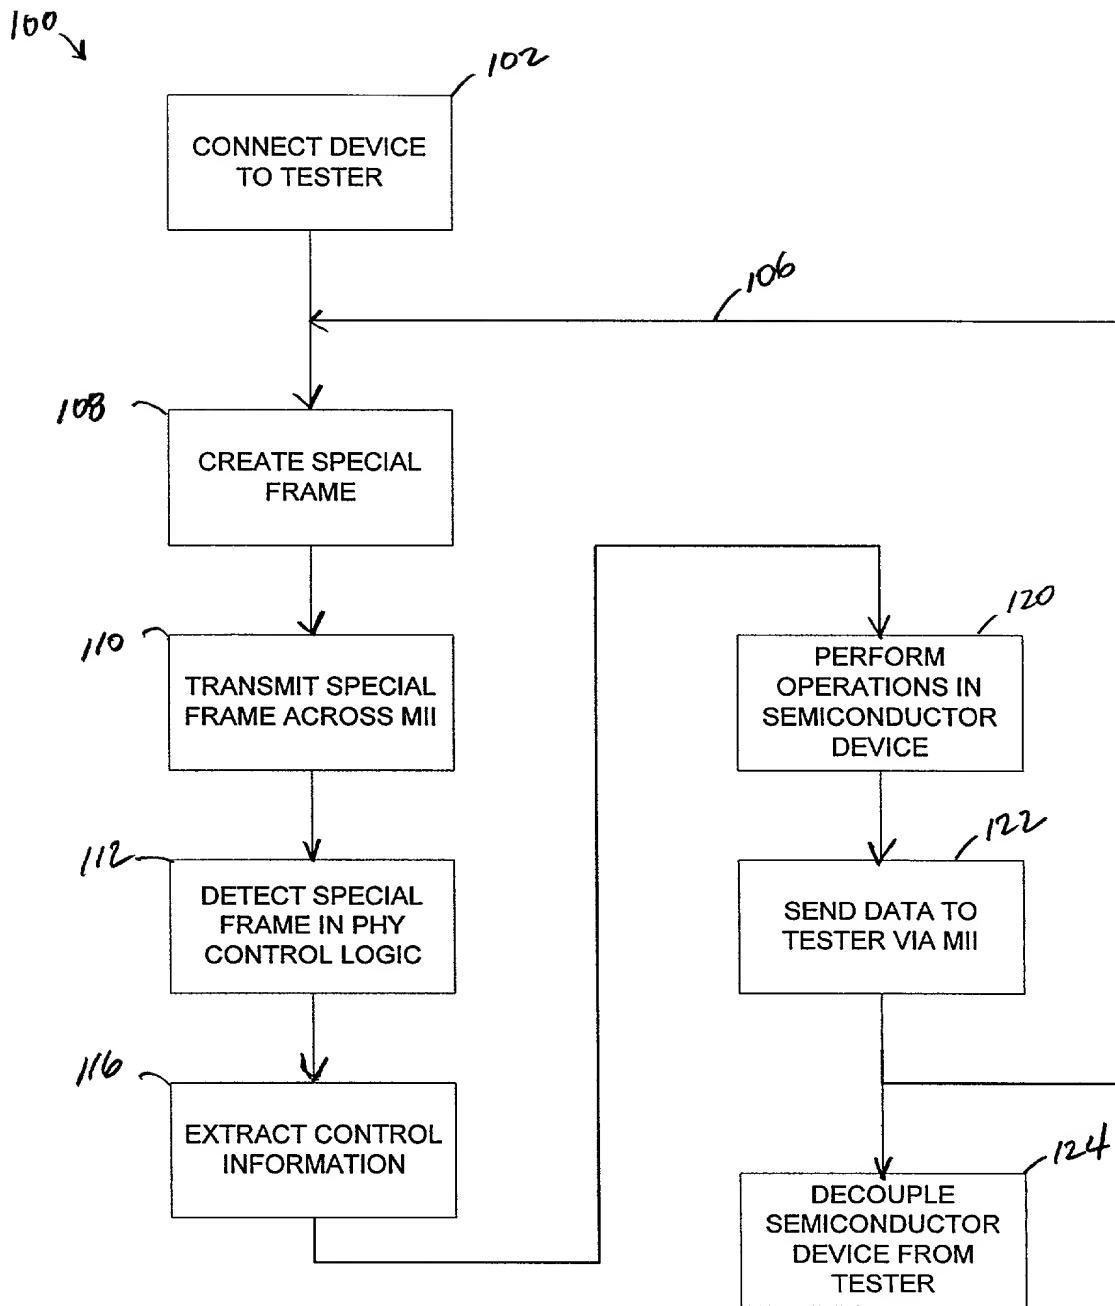 100
102
CONNECT DEVICE
TO TESTER
106
108
CREATE SPECIAL
FRAME
110
TRANSMIT SPECIAL
FRAME ACROSS MII
112
DETECT SPECIAL
FRAME IN PHY
CONTROL LOGIC
116
EXTRACT CONTROL
INFORMATION
120
PERFORM
OPERATIONS IN
SEMICONDUCTOR
DEVICE
122
SEND DATA TO
TESTER VIA MII
124
DECOUPLE
SEMICONDUCTOR
DEVICE FROM
TESTER